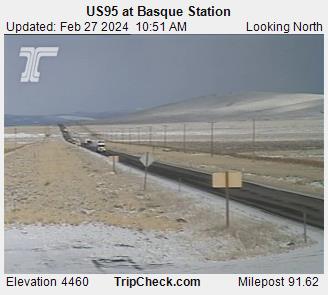 US95 at Basque Station
Updated: Feb 27 2024 10:51 AM Looking North
Elevation 4460 TripCheck.com Milepost 91.62